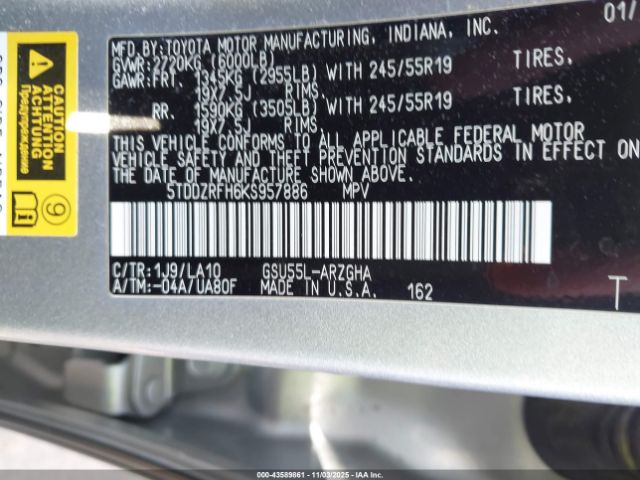 01/
MFD. BY: TOYOTA MOTOR MANUFACTURING, INDIANA, INC.
GVWR: 2720KG (6000LB)
GAWR: FRT. 1345KG (2955LB) WITH 245/55R19 TIRES,
19X7.5J RIMS,
RR. 1590KG (3505LB) WITH 245/55R19 TIRES,
19X7.5J RIMS,
THIS VEHICLE CONFORMS TO ALL APPLICABLE FEDERAL MOTOR
VEHICLE SAFETY AND THEFT PREVENTION STANDARDS IN EFFECT ON
THE DATE OF MANUFACTURE SHOWN ABOVE.
5TDDZRFH6KS957886 MPV
C/TR: 1J9/LA10 GSU55L-ARZGHA
A/TM: -04A/UA80F MADE IN U.S.A. 162
T
CAUTION
ATTENTION
ACHTUNG
Предупреждение
9
00-43589861 - 11/03/2025 - IAAI.COM